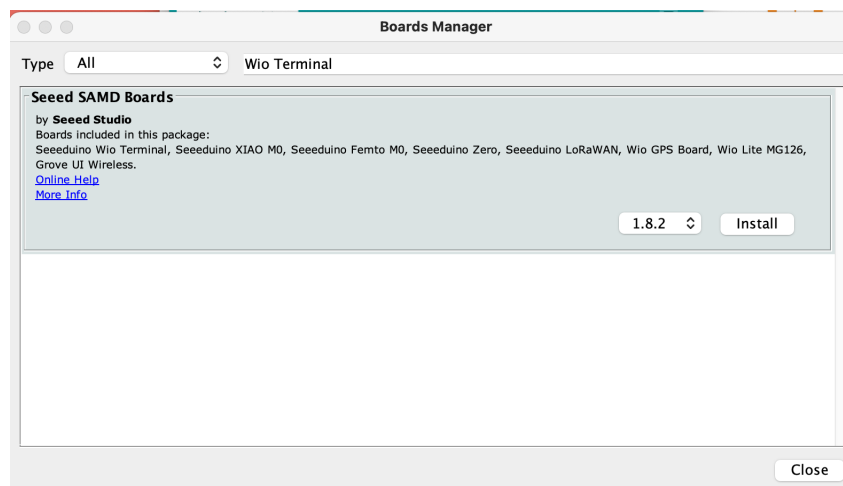 Boards Manager
Type All Wio Terminal
Seeed SAMD Boards
by Seeed Studio
Boards included in this package:
Seeeduino Wio Terminal, Seeeduino XIAO M0, Seeeduino Femto M0, Seeeduino Zero, Seeeduino LoRaWAN, Wio GPS Board, Wio Lite MG126,
Grove UI Wireless.
Online Help
More Info
1.8.2 Install
Close